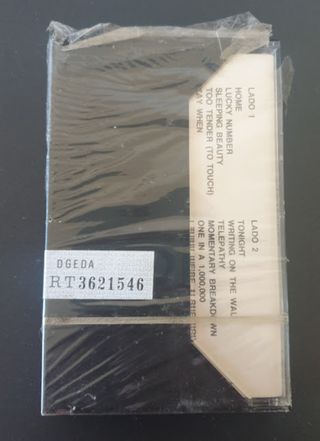 LADO 1
HOME
LUCKY NUMBER
SLEEPING BEAUTY
TOO TENDER (TO TOUCH)
SAY WHEN
LADO 2
TONIGHT
WRITING ON THE WAL
TELEPATHY
MOMENTARY BREAKDOWN
ONE IN A 1,000,000
DGEDA
RT3621546